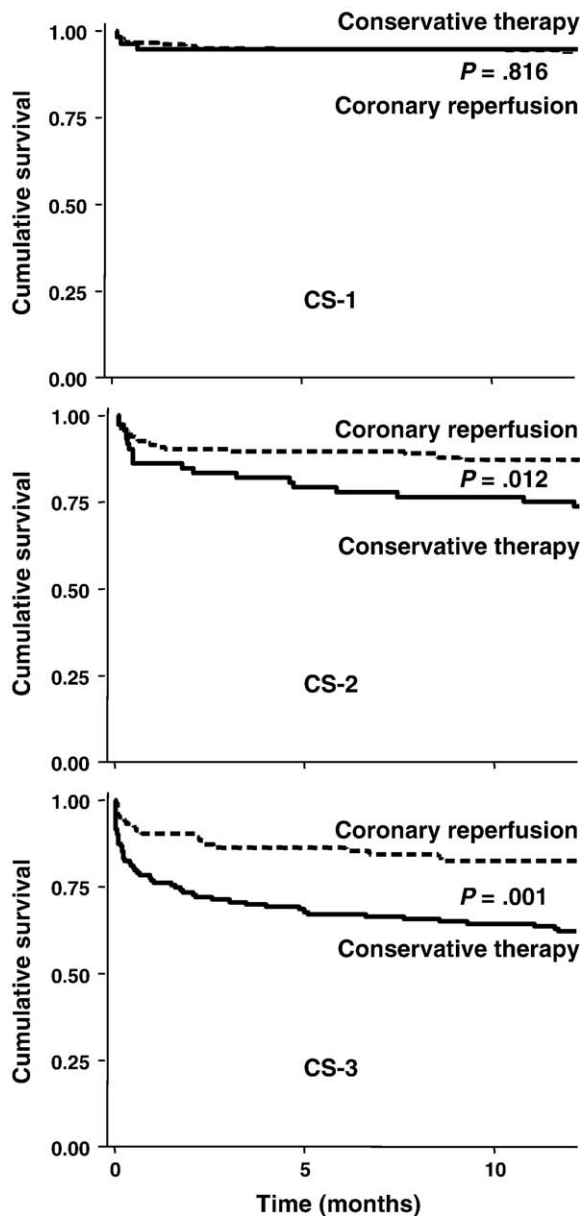 1.00
0.75
0.50
0.25
0.00
Cumulative survival
Conservative therapy
P = .816
Coronary reperfusion
CS-1
1.00
0.75
0.50
0.25
0.00
Cumulative survival
Coronary reperfusion
P = .012
Conservative therapy
CS-2
1.00
0.75
0.50
0.25
0.00
Cumulative survival
Coronary reperfusion
P = .001
Conservative therapy
CS-3
0 5 10
Time (months)